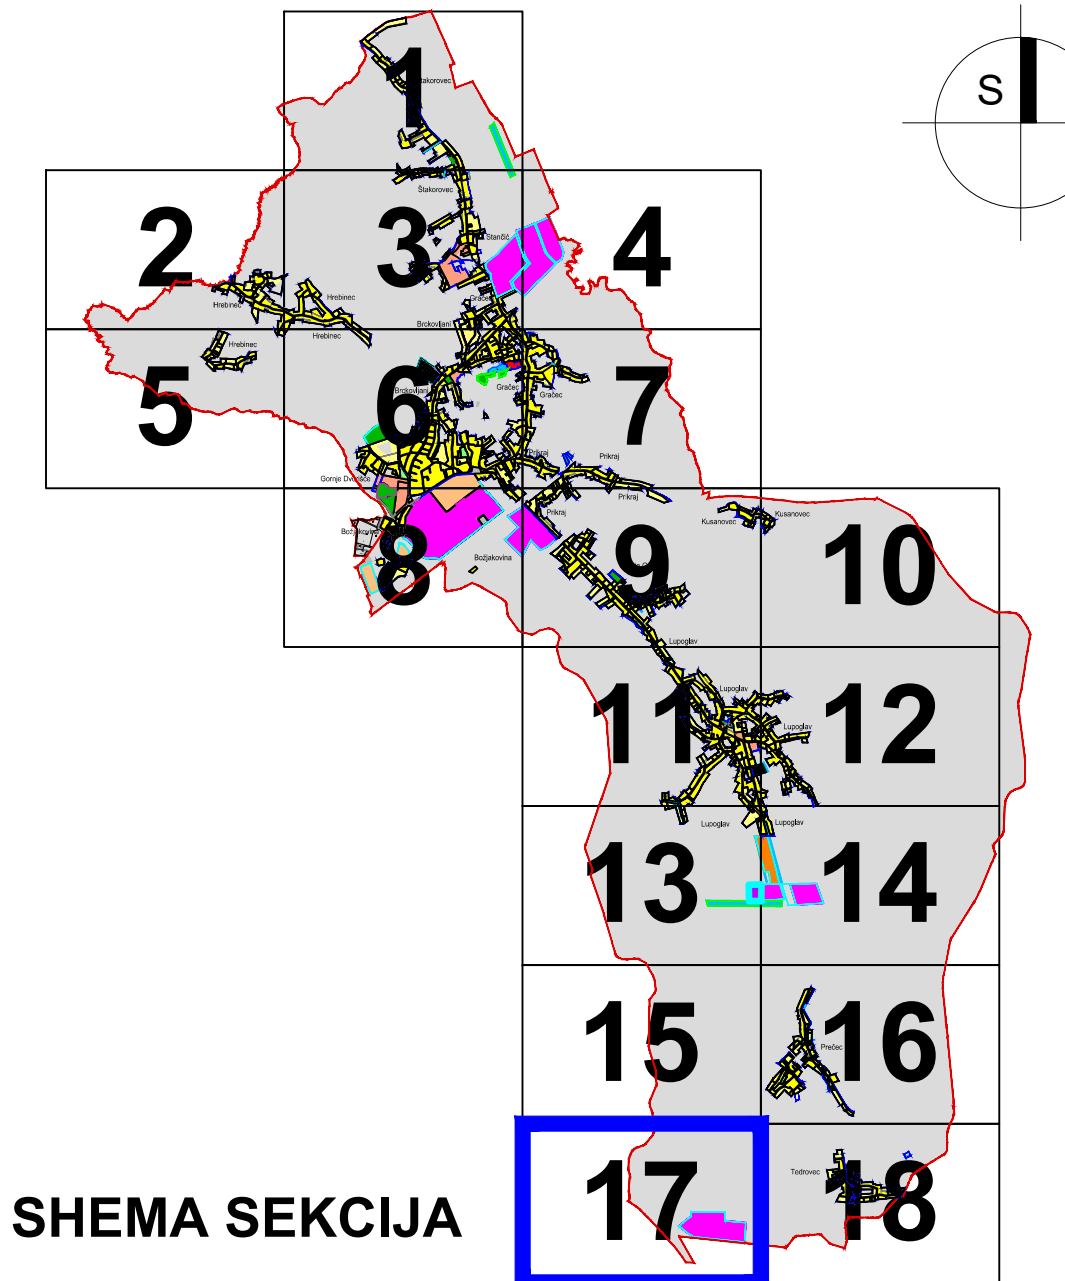 1
Štakorovec
S
2
3
4
Štakorovec
Stančić
Hrebinec
Hrebinec
Gračec
Brckovljani
Hrebinec
5
6
7
Brckovljani
Gračec
Gračec
Prikraj
Prikraj
Gornje Dvorišće
Prikraj
Prikraj
Kusanovec
Kusanovec
8
8
9
10
Božjakovina
Božjakovina
Lupoglav
11
12
Lupoglav
Lupoglav
Lupoglav
Lupoglav
13
14
15
16
Prečec
17
18
Tedrovec
SHEMA SEKCIJA